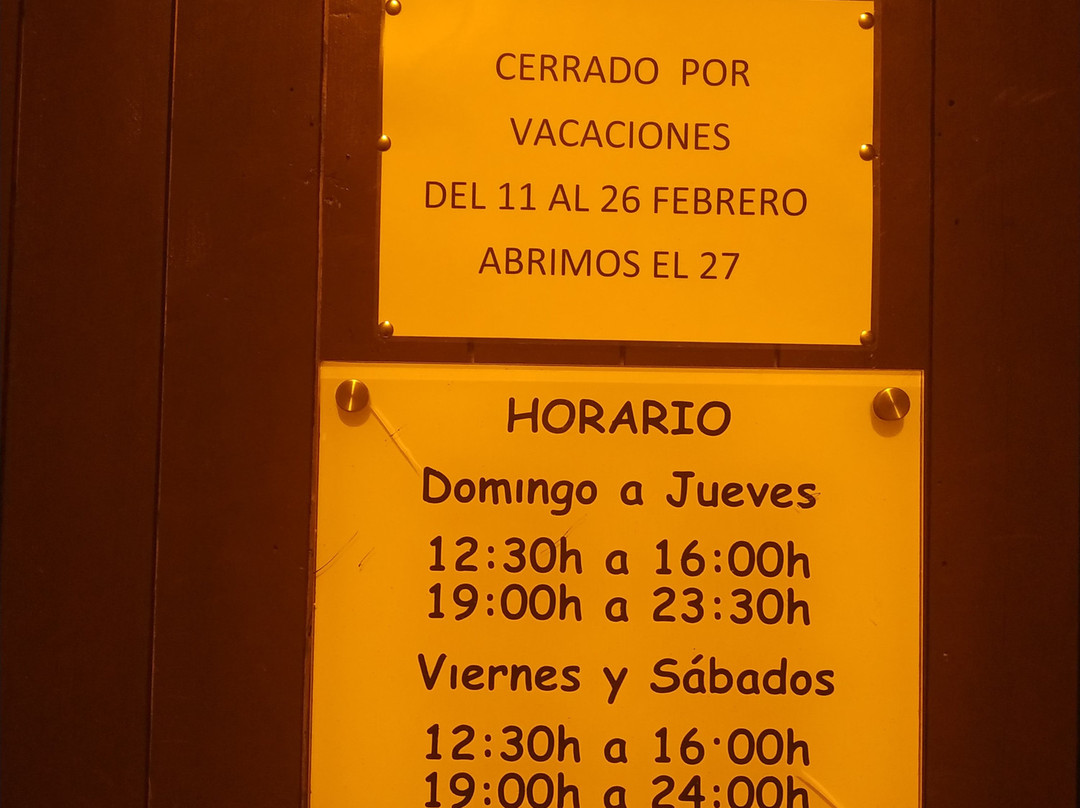 CERRADO POR
VACACIONES
DEL 11 AL 26 FEBRERO
ABRIMOS EL 27
HORARIO
Domingo a Jueves
12:30h a 16:00h
19:00h a 23:30h
Viernes y Sábados
12:30h a 16:00h
19:00h a 24:00h